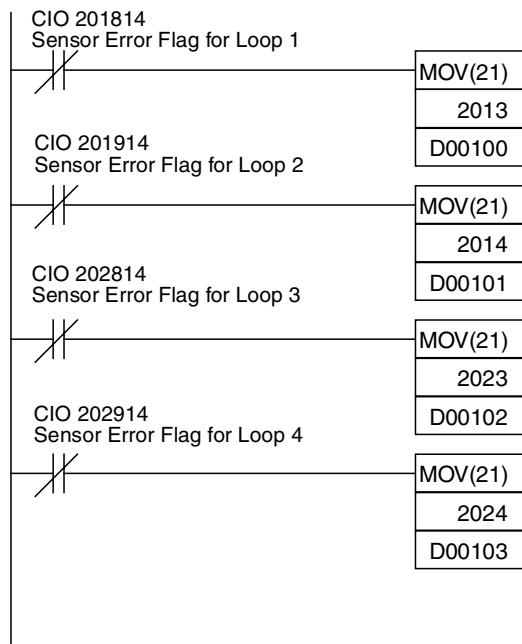 CIO 201814
Sensor Error Flag for Loop 1
MOV(21)
2013
D00100
CIO 201914
Sensor Error Flag for Loop 2
MOV(21)
2014
D00101
CIO 202814
Sensor Error Flag for Loop 3
MOV(21)
2023
D00102
CIO 202914
Sensor Error Flag for Loop 4
MOV(21)
2024
D00103